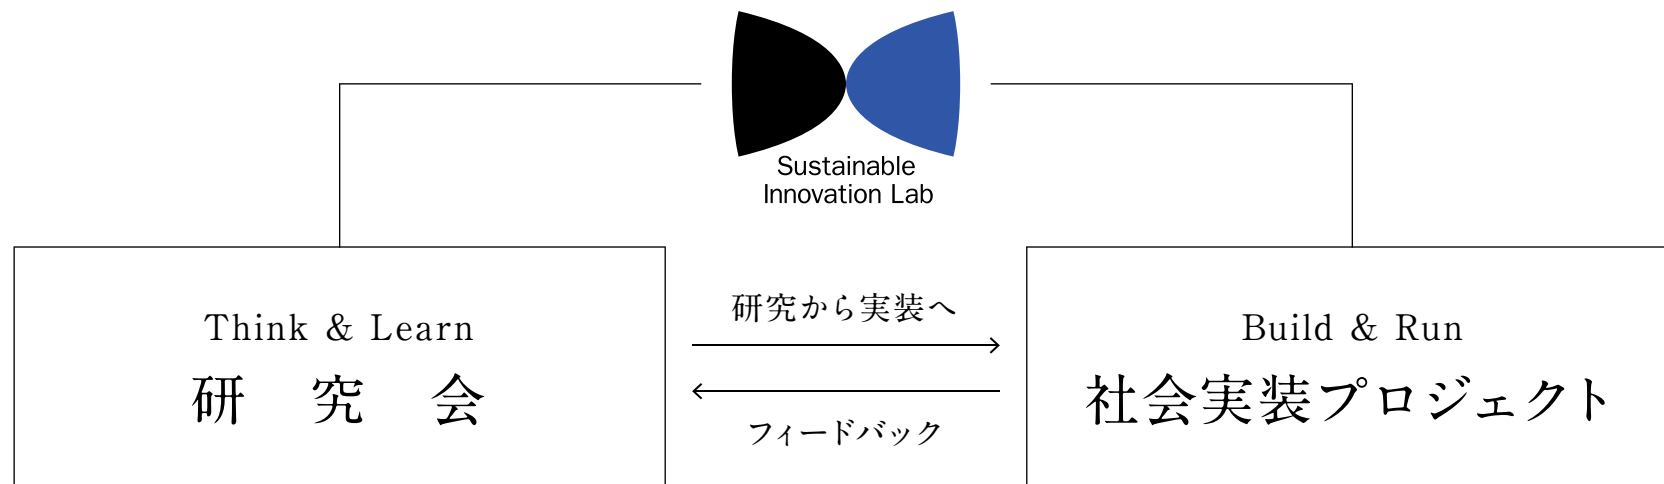 Sustainable
Innovation Lab
Think & Learn
研究会
研究から実装へ
フィードバック
Build & Run
社会実装プロジェクト